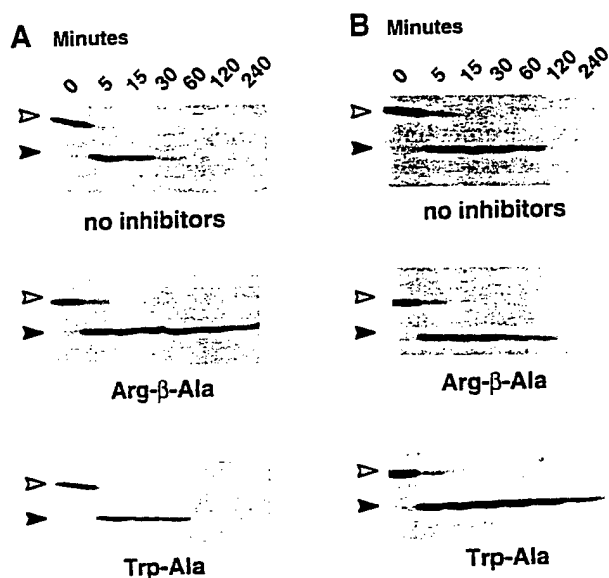 A Minutes
0 5 15 30 60 120 240
no inhibitors
Arg-β-Ala
Trp-Ala
B Minutes
0 5 15 30 60 120 240
no inhibitors
Arg-β-Ala
Trp-Ala